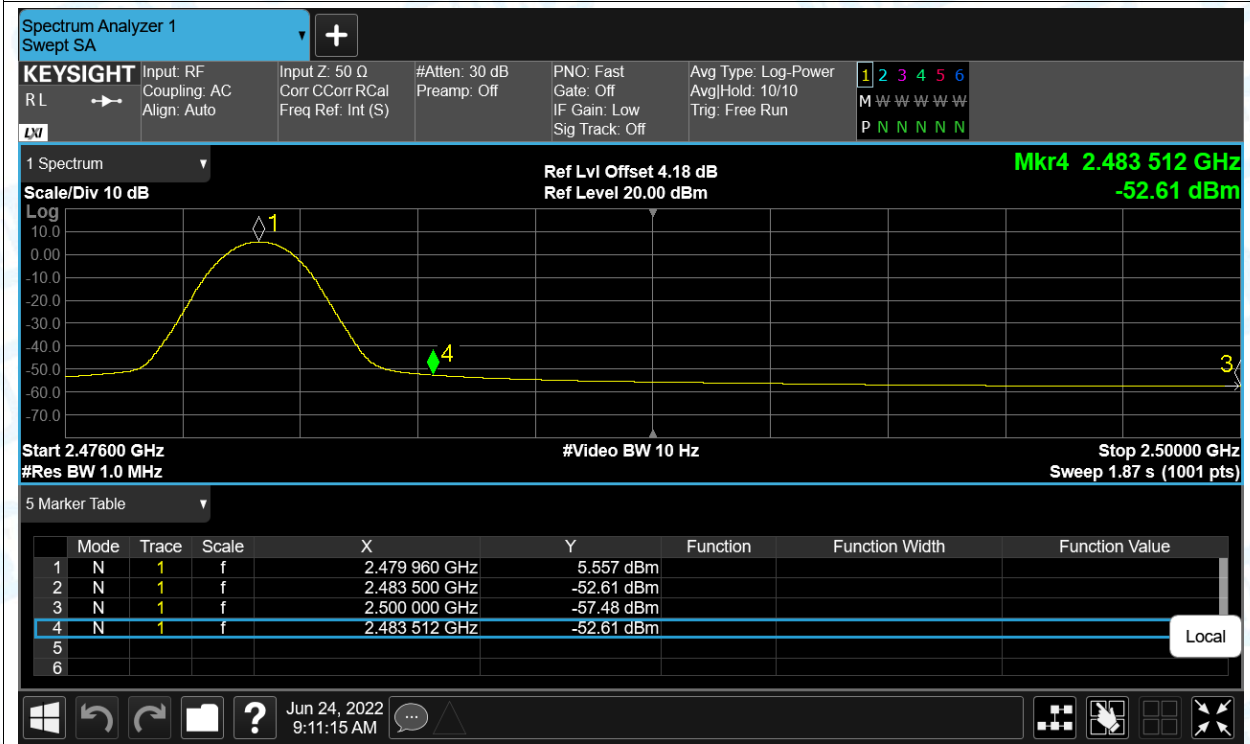 Spectrum Analyzer 1
Swept SA
+
KEYSIGHT Input: RF Input Z: 50 Ω #Atten: 30 dB PNO: Fast Avg Type: Log-Power 1 2 3 4 5 6
R L Coupling: AC Corr CCorr RCal Preamp: Off Gate: Off Avg|Hold: 10/10 M W W W W W
Align: Auto Freq Ref: Int (S) IF Gain: Low Trig: Free Run
LXI Sig Track: Off P N N N N N
1 Spectrum Ref Lvl Offset 4.18 dB Mkr4 2.483 512 GHz
Scale/Div 10 dB Ref Level 20.00 dBm -52.61 dBm
Log
10.0
0.00
-10.0
-20.0
-30.0
-40.0
-50.0
-60.0
-70.0
1
4
3
Start 2.47600 GHz #Video BW 10 Hz Stop 2.50000 GHz
#Res BW 1.0 MHz Sweep 1.87 s (1001 pts)
5 Marker Table
Mode Trace Scale X Y Function Function Width Function Value
1 N 1 f 2.479 960 GHz 5.557 dBm
2 N 1 f 2.483 500 GHz -52.61 dBm
3 N 1 f 2.500 000 GHz -57.48 dBm
4 N 1 f 2.483 512 GHz -52.61 dBm
5
6
Local
? Jun 24, 2022
9:11:15 AM